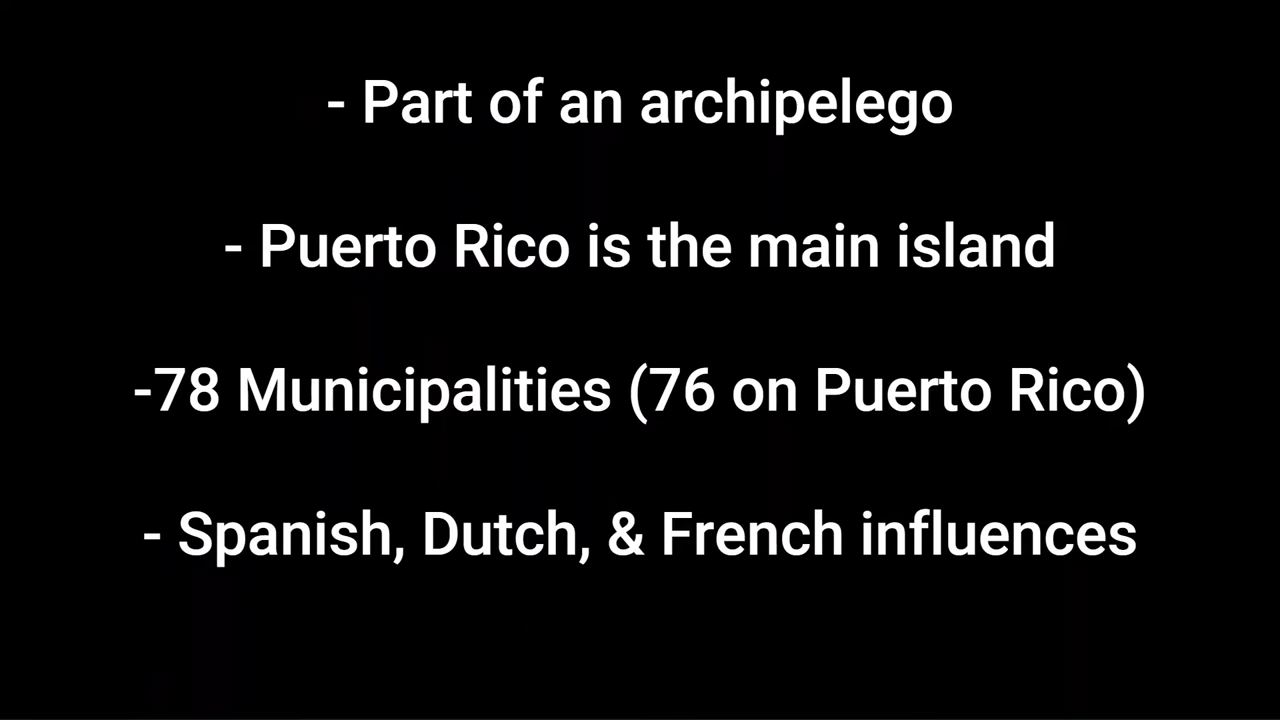 - Part of an archipelego
- Puerto Rico is the main island
-78 Municipalities (76 on Puerto Rico)
- Spanish, Dutch, & French influences